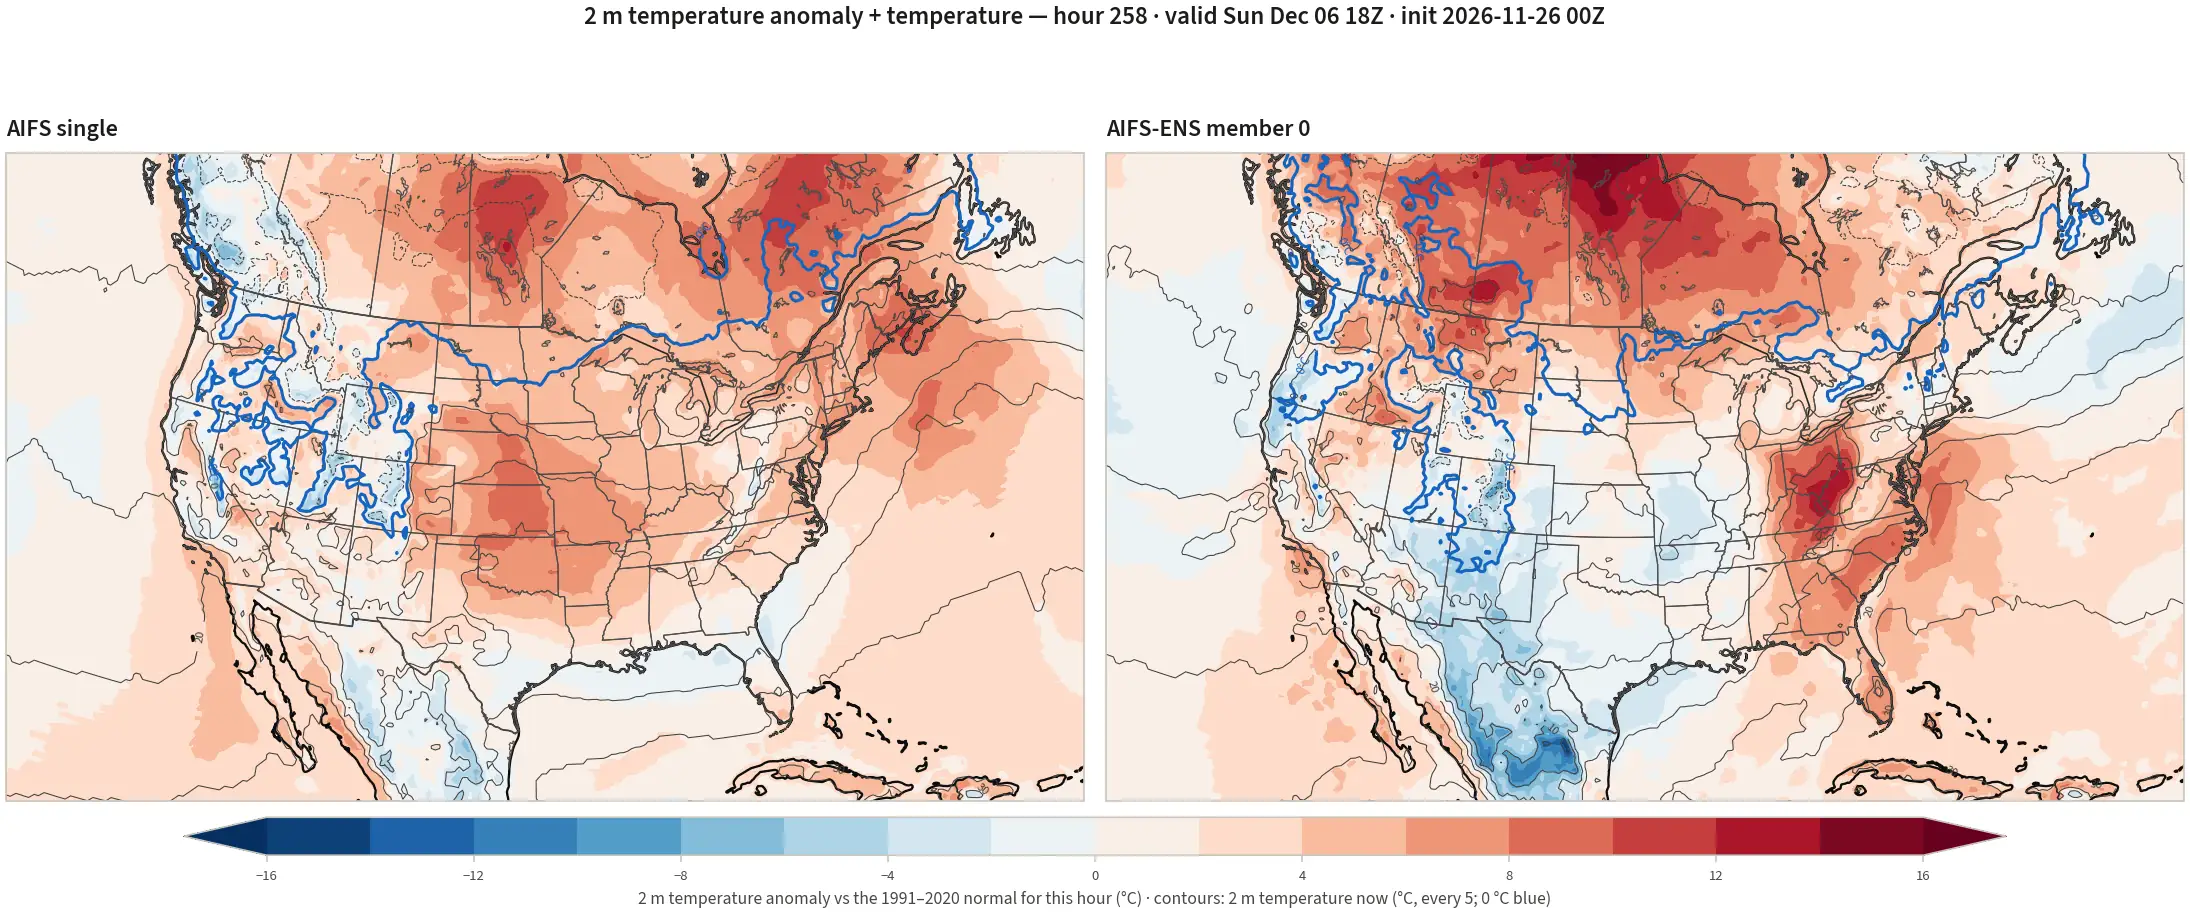 2 m temperature anomaly + temperature — hour 258 · valid Sun Dec 06 18Z · init 2026-11-26 00Z
AIFS single
AIFS-ENS member 0
−16 −12 −8 −4 0 4 8 12 16
2 m temperature anomaly vs the 1991–2020 normal for this hour (°C) · contours: 2 m temperature now (°C, every 5; 0 °C blue)